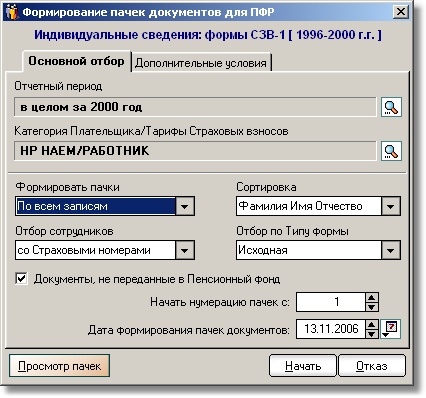 Формирование пачек документов для ПФР
Индивидуальные сведения: формы СЗВ-1 [ 1996-2000 г.г. ]
Основной отбор Дополнительные условия
Отчетный период
в целом за 2000 год
Категория Плательщика/Тарифы Страховых взносов
НР НАЕМ/РАБОТНИК
Формировать пачки Сортировка
По всем записям Фамилия Имя Отчество
Отбор сотрудников Отбор по Типу формы
со Страховыми номерами Исходная
Документы, не переданные в Пенсионный фонд
Начать нумерацию пачек с: 1
Дата формирования пачек документов: 13.11.2006 ?
Просмотр пачек Начать Отказ